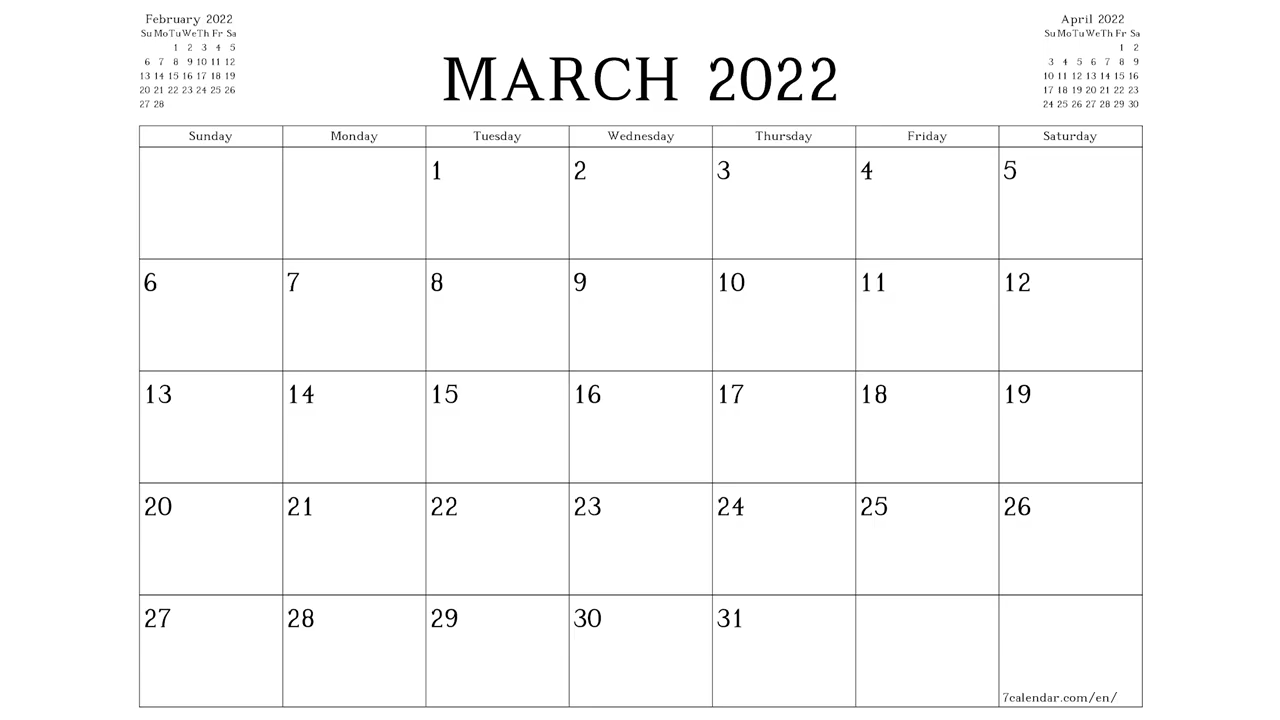 February 2022
Su Mo Tu We Th Fr Sa
1 2 3 4 5
6 7 8 9 10 11 12
13 14 15 16 17 18 19
20 21 22 23 24 25 26
27 28
MARCH 2022
April 2022
Su Mo Tu We Th Fr Sa
1 2
3 4 5 6 7 8 9
10 11 12 13 14 15 16
17 18 19 20 21 22 23
24 25 26 27 28 29 30
Sunday Monday Tuesday Wednesday Thursday Friday Saturday
1 2 3 4 5
6 7 8 9 10 11 12
13 14 15 16 17 18 19
20 21 22 23 24 25 26
27 28 29 30 31
7calendar.com/en/